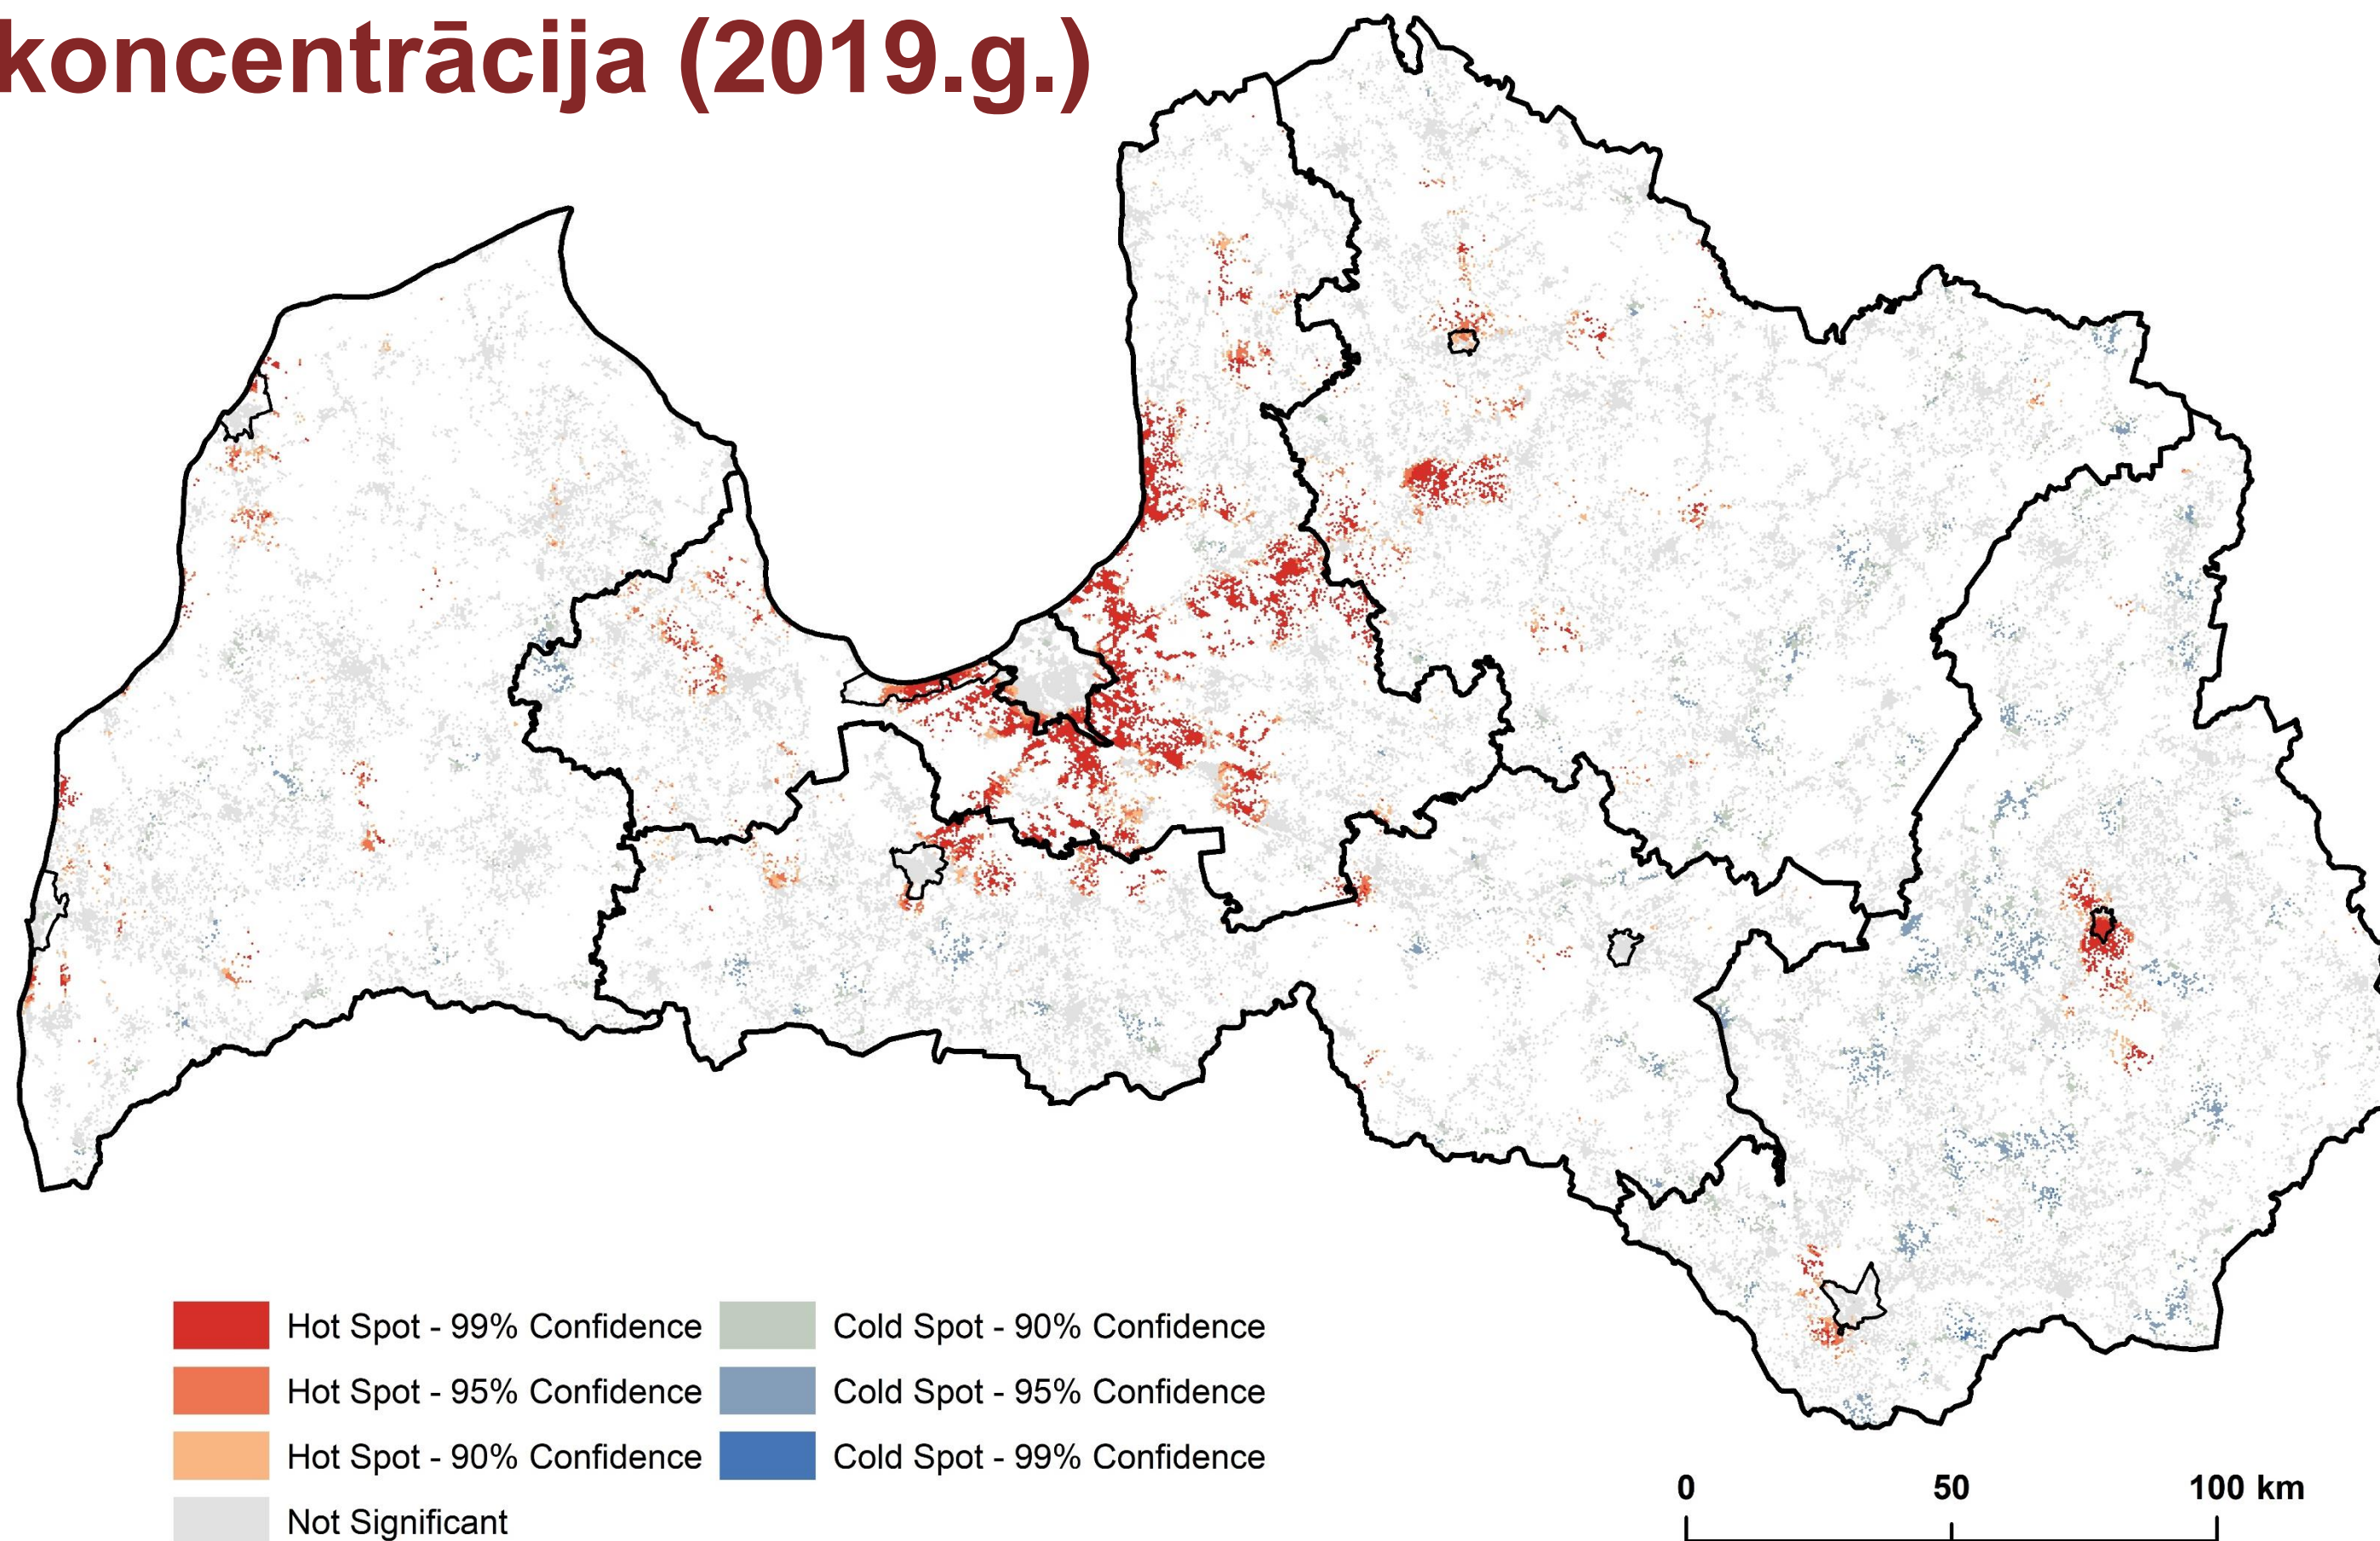 koncentrācija (2019.g.)
Hot Spot - 99% Confidence
Hot Spot - 95% Confidence
Hot Spot - 90% Confidence
Not Significant
Cold Spot - 90% Confidence
Cold Spot - 95% Confidence
Cold Spot - 99% Confidence
0 50 100 km